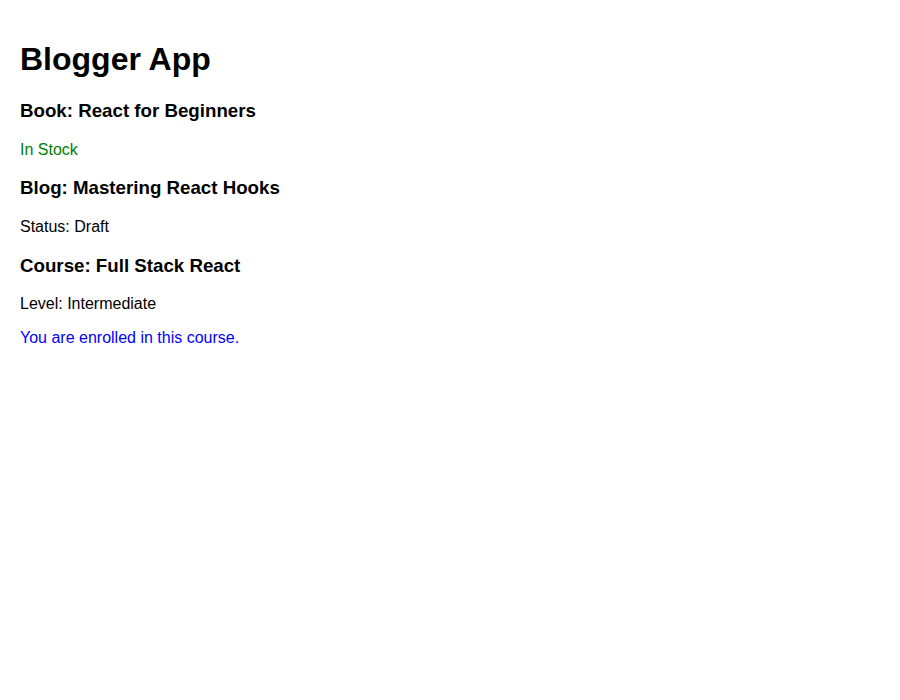 Blogger App
Book: React for Beginners
In Stock
Blog: Mastering React Hooks
Status: Draft
Course: Full Stack React
Level: Intermediate
You are enrolled in this course.